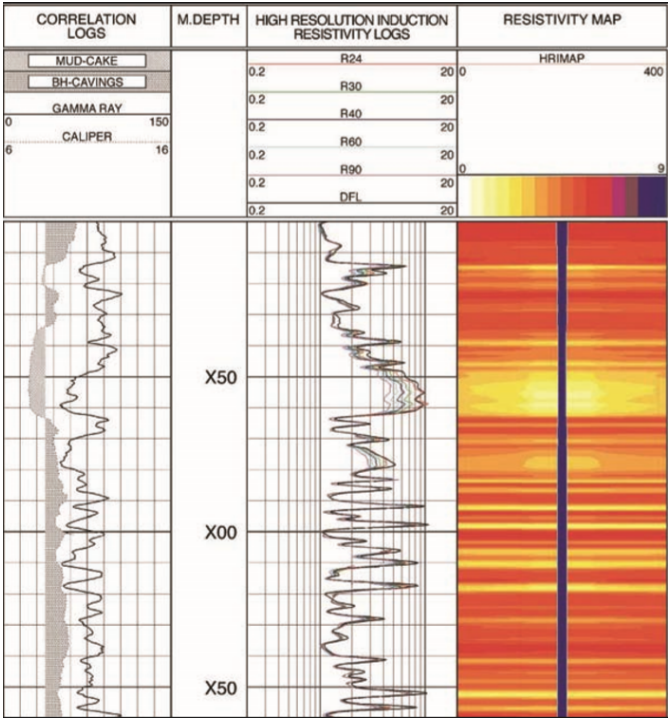 CORRELATION
LOGS
M.DEPTH
HIGH RESOLUTION INDUCTION
RESISTIVITY LOGS
RESISTIVITY MAP
MUD-CAKE
BH-CAVINGS
GAMMA RAY
0 150
CALIPER
6 16
R24
0.2 20
R30
0.2 20
R40
0.2 20
R60
0.2 20
R90
0.2 20
DFL
0.2 20
HRIMAP
0 400
0 9
X50
X00
X50